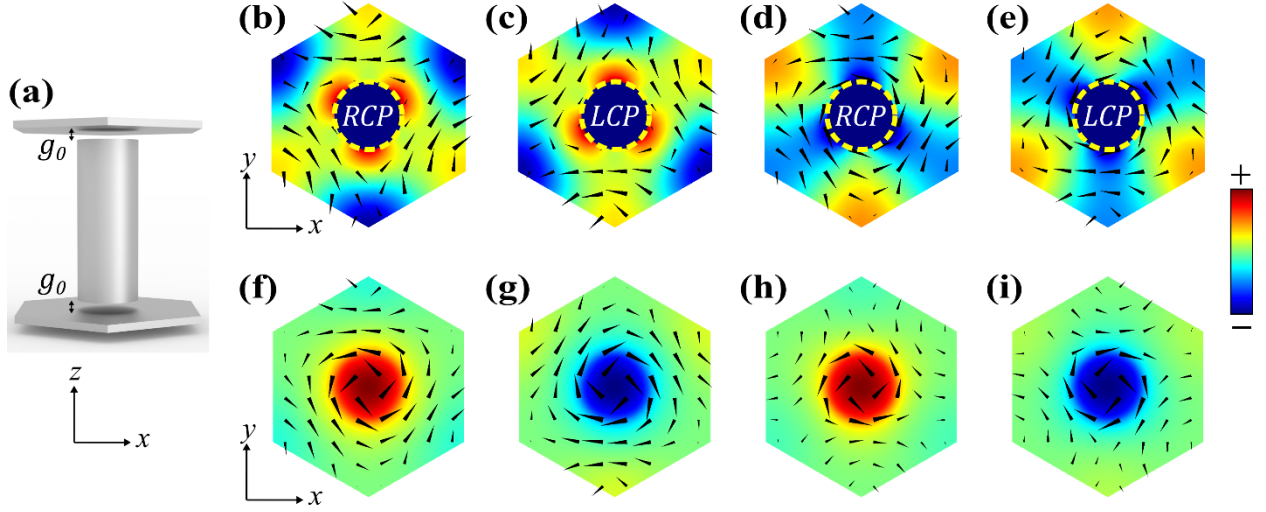 (a)
g₀
g₀
z
x
(b)
(c)
(d)
(e)
RCP
LCP
RCP
LCP
y
x
+
−
(f)
(g)
(h)
(i)
y
x